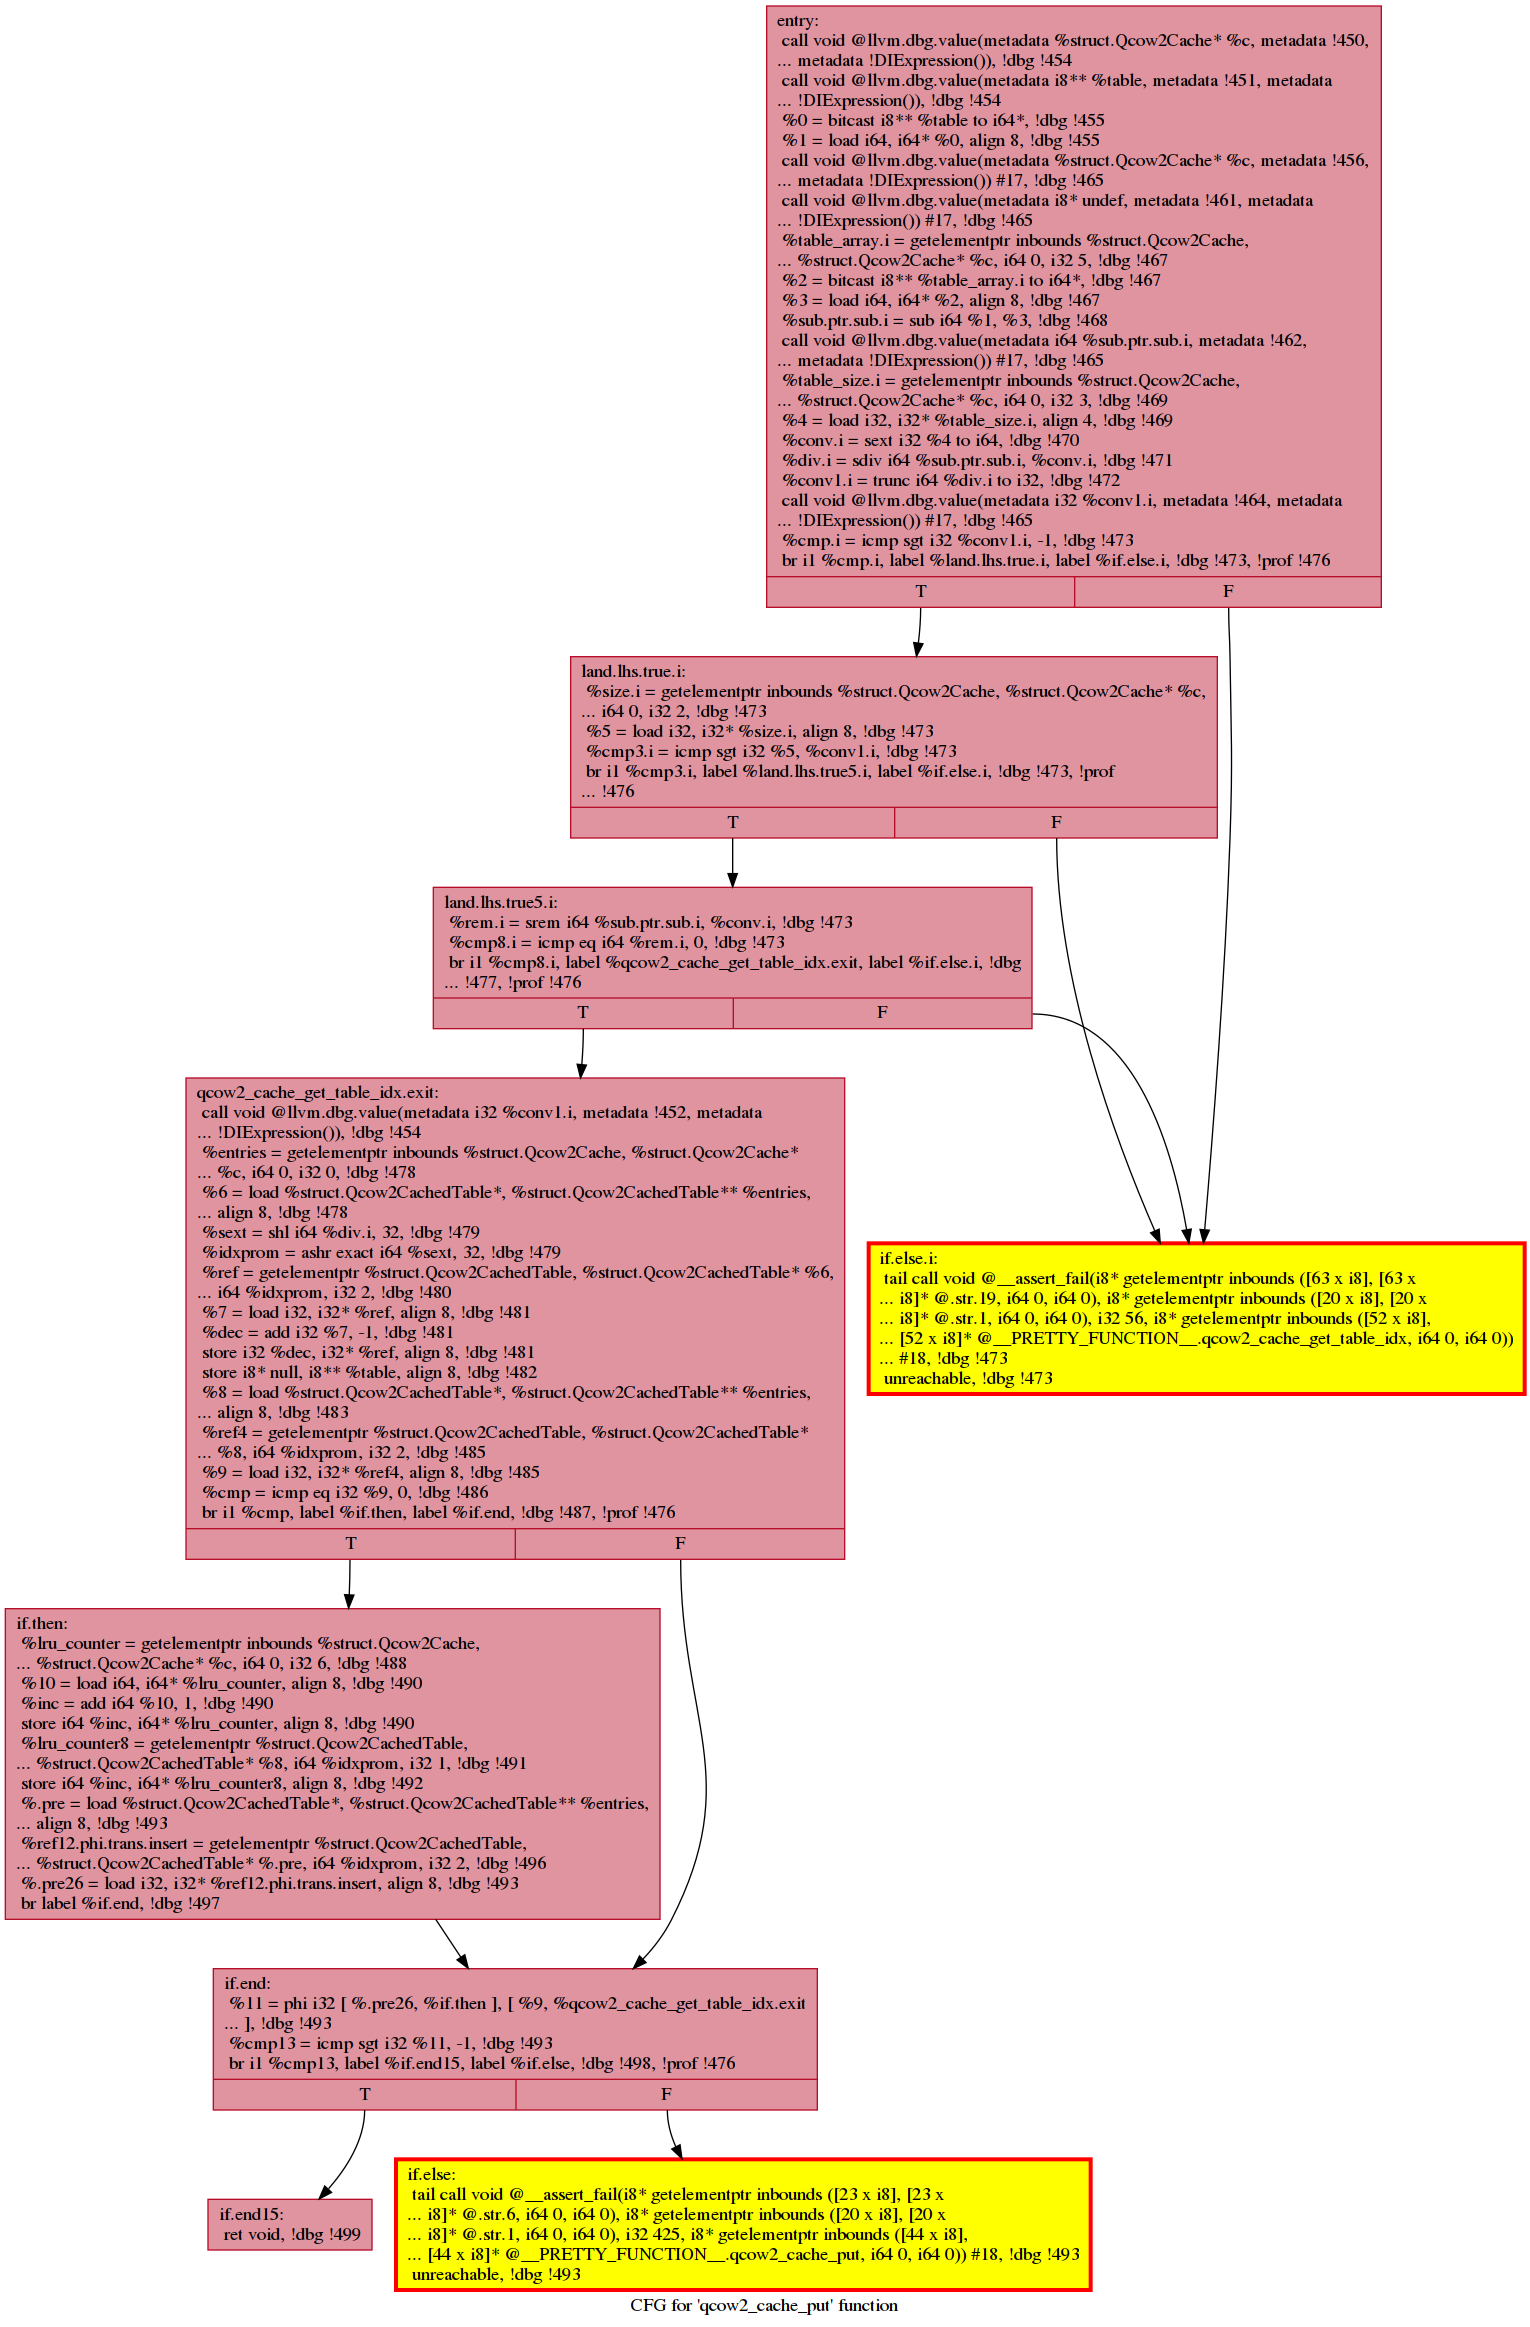 entry:
call void @llvm.dbg.value(metadata %struct.Qcow2Cache* %c, metadata !450,
... metadata !DIExpression()), !dbg !454
call void @llvm.dbg.value(metadata i8** %table, metadata !451, metadata
... !DIExpression()), !dbg !454
%0 = bitcast i8** %table to i64*, !dbg !455
%1 = load i64, i64* %0, align 8, !dbg !455
call void @llvm.dbg.value(metadata %struct.Qcow2Cache* %c, metadata !456,
... metadata !DIExpression()) #17, !dbg !465
call void @llvm.dbg.value(metadata i8* undef, metadata !461, metadata
... !DIExpression()) #17, !dbg !465
%table_array.i = getelementptr inbounds %struct.Qcow2Cache,
... %struct.Qcow2Cache* %c, i64 0, i32 5, !dbg !467
%2 = bitcast i8** %table_array.i to i64*, !dbg !467
%3 = load i64, i64* %2, align 8, !dbg !467
%sub.ptr.sub.i = sub i64 %1, %3, !dbg !468
call void @llvm.dbg.value(metadata i64 %sub.ptr.sub.i, metadata !462,
... metadata !DIExpression()) #17, !dbg !465
%table_size.i = getelementptr inbounds %struct.Qcow2Cache,
... %struct.Qcow2Cache* %c, i64 0, i32 3, !dbg !469
%4 = load i32, i32* %table_size.i, align 4, !dbg !469
%conv.i = sext i32 %4 to i64, !dbg !470
%div.i = sdiv i64 %sub.ptr.sub.i, %conv.i, !dbg !471
%conv1.i = trunc i64 %div.i to i32, !dbg !472
call void @llvm.dbg.value(metadata i32 %conv1.i, metadata !464, metadata
... !DIExpression()) #17, !dbg !465
%cmp.i = icmp sgt i32 %conv1.i, -1, !dbg !473
br i1 %cmp.i, label %land.lhs.true.i, label %if.else.i, !dbg !473, !prof !476
T F
land.lhs.true.i:
%size.i = getelementptr inbounds %struct.Qcow2Cache, %struct.Qcow2Cache* %c,
... i64 0, i32 2, !dbg !473
%5 = load i32, i32* %size.i, align 8, !dbg !473
%cmp3.i = icmp sgt i32 %5, %conv1.i, !dbg !473
br i1 %cmp3.i, label %land.lhs.true5.i, label %if.else.i, !dbg !473, !prof
... !476
T F
land.lhs.true5.i:
%rem.i = srem i64 %sub.ptr.sub.i, %conv.i, !dbg !473
%cmp8.i = icmp eq i64 %rem.i, 0, !dbg !473
br i1 %cmp8.i, label %qcow2_cache_get_table_idx.exit, label %if.else.i, !dbg
... !477, !prof !476
T F
qcow2_cache_get_table_idx.exit:
call void @llvm.dbg.value(metadata i32 %conv1.i, metadata !452, metadata
... !DIExpression()), !dbg !454
%entries = getelementptr inbounds %struct.Qcow2Cache, %struct.Qcow2Cache*
... %c, i64 0, i32 0, !dbg !478
%6 = load %struct.Qcow2CachedTable*, %struct.Qcow2CachedTable** %entries,
... align 8, !dbg !478
%sext = shl i64 %div.i, 32, !dbg !479
%idxprom = ashr exact i64 %sext, 32, !dbg !479
%ref = getelementptr %struct.Qcow2CachedTable, %struct.Qcow2CachedTable* %6,
... i64 %idxprom, i32 2, !dbg !480
%7 = load i32, i32* %ref, align 8, !dbg !481
%dec = add i32 %7, -1, !dbg !481
store i32 %dec, i32* %ref, align 8, !dbg !481
store i8* null, i8** %table, align 8, !dbg !482
%8 = load %struct.Qcow2CachedTable*, %struct.Qcow2CachedTable** %entries,
... align 8, !dbg !483
%ref4 = getelementptr %struct.Qcow2CachedTable, %struct.Qcow2CachedTable*
... %8, i64 %idxprom, i32 2, !dbg !485
%9 = load i32, i32* %ref4, align 8, !dbg !485
%cmp = icmp eq i32 %9, 0, !dbg !486
br i1 %cmp, label %if.then, label %if.end, !dbg !487, !prof !476
T F
if.else.i:
tail call void @__assert_fail(i8* getelementptr inbounds ([63 x i8], [63 x
... i8]* @.str.19, i64 0, i64 0), i8* getelementptr inbounds ([20 x i8], [20 x
... i8]* @.str.1, i64 0, i64 0), i32 56, i8* getelementptr inbounds ([52 x i8],
... [52 x i8]* @__PRETTY_FUNCTION__.qcow2_cache_get_table_idx, i64 0, i64 0))
... #18, !dbg !473
unreachable, !dbg !473
if.then:
%lru_counter = getelementptr inbounds %struct.Qcow2Cache,
... %struct.Qcow2Cache* %c, i64 0, i32 6, !dbg !488
%10 = load i64, i64* %lru_counter, align 8, !dbg !490
%inc = add i64 %10, 1, !dbg !490
store i64 %inc, i64* %lru_counter, align 8, !dbg !490
%lru_counter8 = getelementptr %struct.Qcow2CachedTable,
... %struct.Qcow2CachedTable* %8, i64 %idxprom, i32 1, !dbg !491
store i64 %inc, i64* %lru_counter8, align 8, !dbg !492
%.pre = load %struct.Qcow2CachedTable*, %struct.Qcow2CachedTable** %entries,
... align 8, !dbg !493
%ref12.phi.trans.insert = getelementptr %struct.Qcow2CachedTable,
... %struct.Qcow2CachedTable* %.pre, i64 %idxprom, i32 2, !dbg !496
%.pre26 = load i32, i32* %ref12.phi.trans.insert, align 8, !dbg !493
br label %if.end, !dbg !497
if.end:
%11 = phi i32 [ %.pre26, %if.then ], [ %9, %qcow2_cache_get_table_idx.exit
... ], !dbg !493
%cmp13 = icmp sgt i32 %11, -1, !dbg !493
br i1 %cmp13, label %if.end15, label %if.else, !dbg !498, !prof !476
T F
if.end15:
ret void, !dbg !499
if.else:
tail call void @__assert_fail(i8* getelementptr inbounds ([23 x i8], [23 x
... i8]* @.str.6, i64 0, i64 0), i8* getelementptr inbounds ([20 x i8], [20 x
... i8]* @.str.1, i64 0, i64 0), i32 425, i8* getelementptr inbounds ([44 x i8],
... [44 x i8]* @__PRETTY_FUNCTION__.qcow2_cache_put, i64 0, i64 0)) #18, !dbg !493
unreachable, !dbg !493
CFG for 'qcow2_cache_put' function